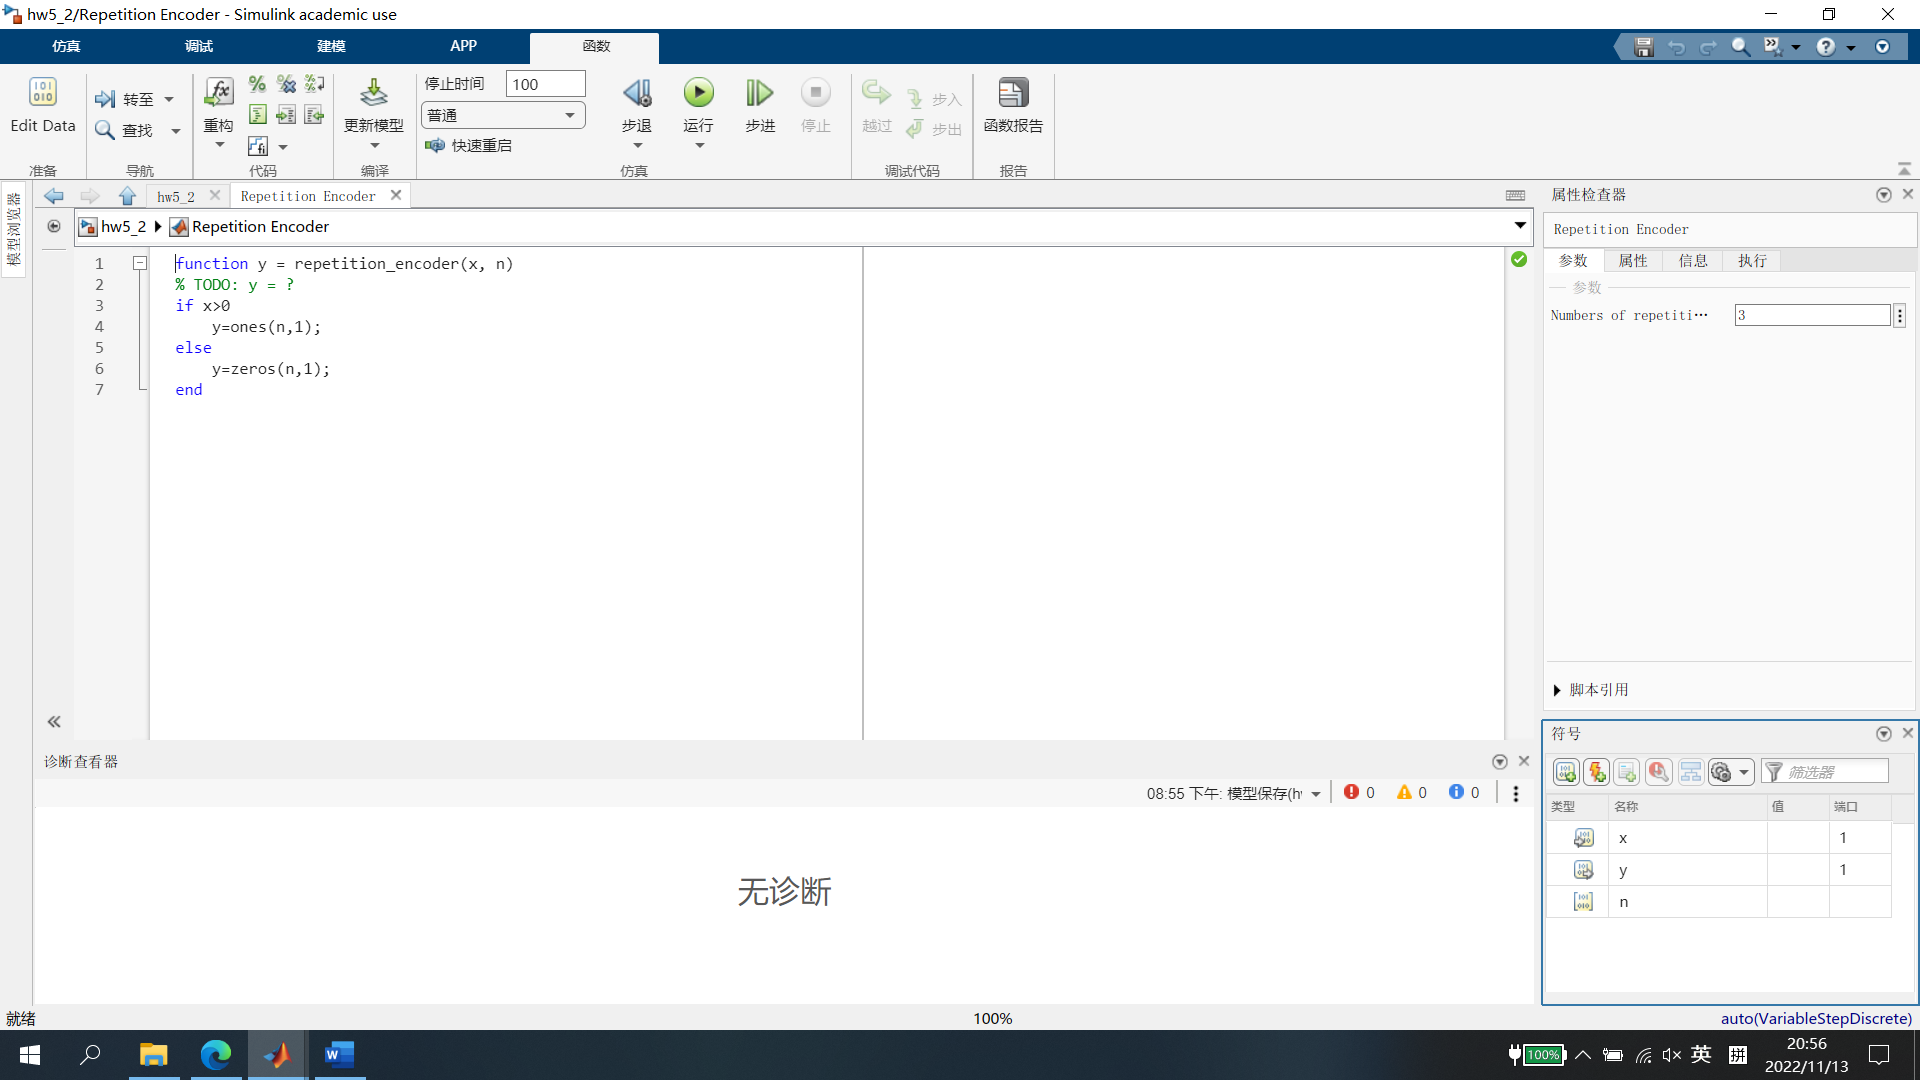 hw5_2/Repetition Encoder - Simulink academic use
仿真 调试 建模 APP 函数
Edit Data
准备
转至
查找
导航
重构
代码
更新模型
编译
停止时间 100
普通
快速重启
步退 运行 步进 停止
仿真
越过 步入
步出
调试代码
函数报告
报告
模型浏览器
hw5_2 Repetition Encoder
hw5_2 Repetition Encoder
1 function y = repetition_encoder(x, n)
2 % TODO: y = ?
3 if x>0
4 y=ones(n,1);
5 else
6 y=zeros(n,1);
7 end
诊断查看器
08:55 下午: 模型保存(h 0 0 0
无诊断
属性检查器
Repetition Encoder
参数 属性 信息 执行
参数
Numbers of repetiti··· 3
脚本引用
符号
筛选器
类型 名称 值 端口
x 1
y 1
n
就绪 100% auto(VariableStepDiscrete)
100% 英 拼 20:56
2022/11/13